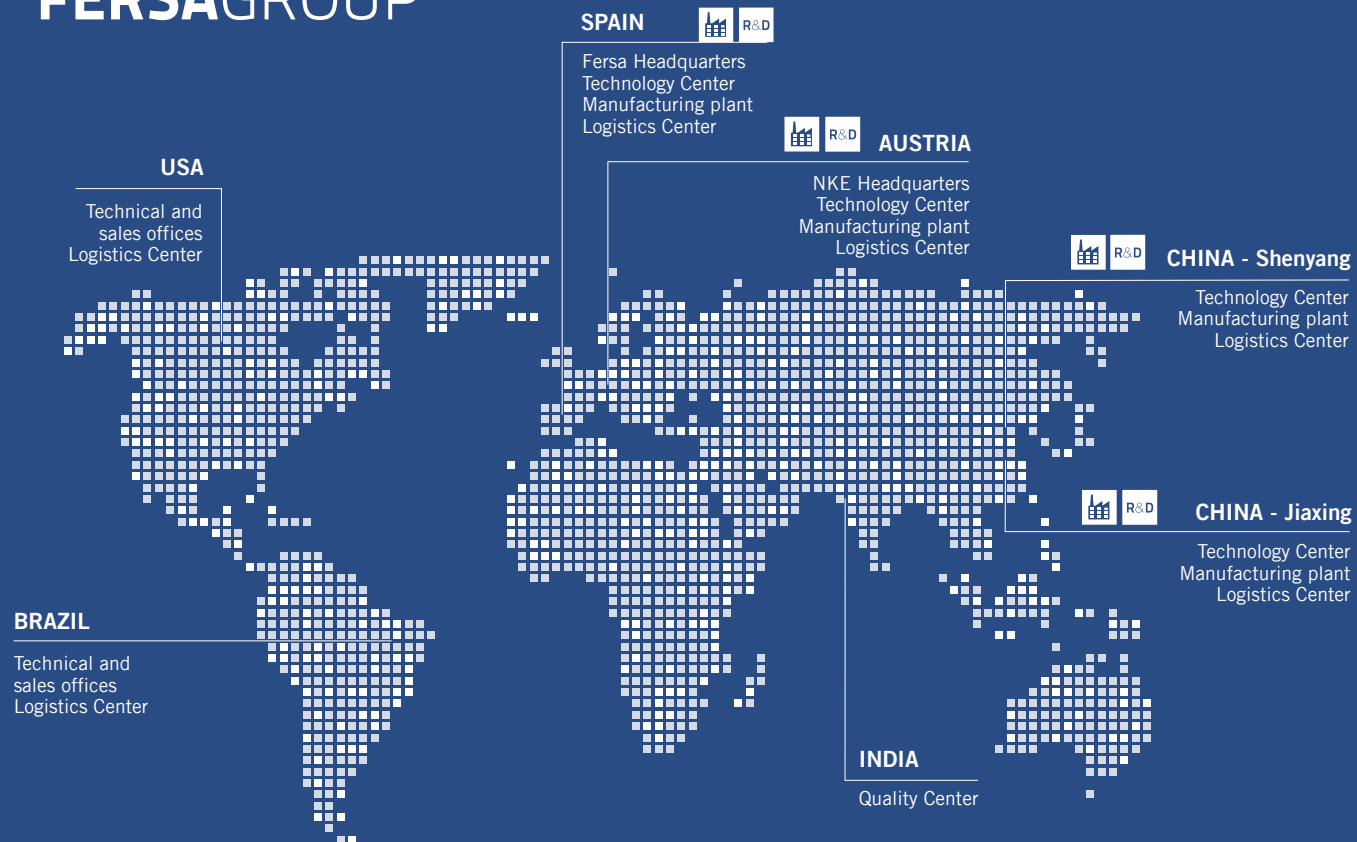 FERSAGROUP
SPAIN
R&D
Fersa Headquarters
Technology Center
Manufacturing plant
Logistics Center
R&D
AUSTRIA
NKE Headquarters
Technology Center
Manufacturing plant
Logistics Center
USA
Technical and
sales offices
Logistics Center
R&D
CHINA - Shenyang
Technology Center
Manufacturing plant
Logistics Center
R&D
CHINA - Jiaxing
Technology Center
Manufacturing plant
Logistics Center
BRAZIL
Technical and
sales offices
Logistics Center
INDIA
Quality Center